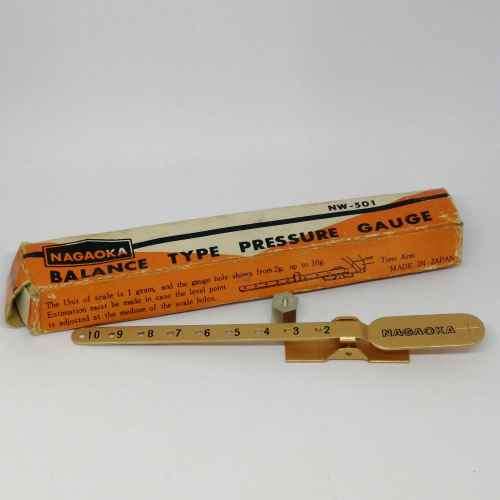 NW-501
NAGAOKA
BALANCE TYPE PRESSURE GAUGE
The Unit of scale is 1 gram, and the gauge hole shows from 2g. up to 10g.
Estimation must be made in case the level point
is adjusted at the medium of the scale holes.
Tone Arm
MADE IN JAPAN
10 9 8 7 6 5 4 3 2
NAGAOKA